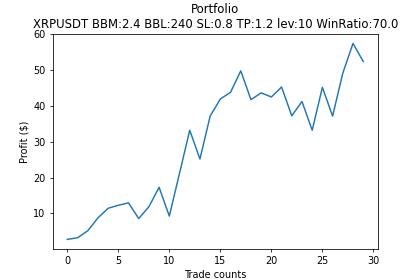 Portfolio
XRPUSDT BBM:2.4 BBL:240 SL:0.8 TP:1.2 lev:10 WinRatio:70.0
60
50
40
30
20
10
Profit ($)
0 5 10 15 20 25 30
Trade counts